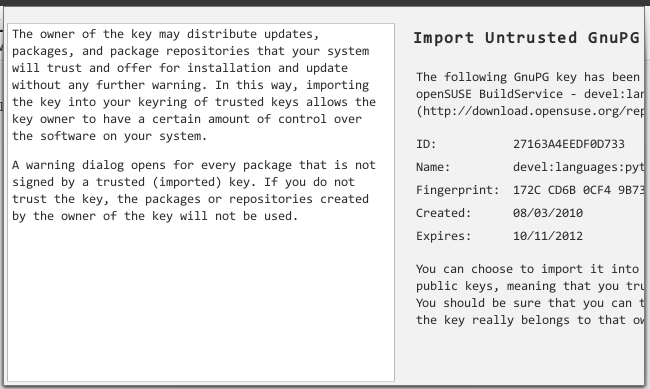 The owner of the key may distribute updates,
packages, and package repositories that your system
will trust and offer for installation and update
without any further warning. In this way, importing
the key into your keyring of trusted keys allows the
key owner to have a certain amount of control over
the software on your system.
A warning dialog opens for every package that is not
signed by a trusted (imported) key. If you do not
trust the key, the packages or repositories created
by the owner of the key will not be used.
Import Untrusted GnuPG
The following GnuPG key has been
openSUSE BuildService - devel:lan
(http://download.opensuse.org/rep
ID: 27163A4EEDF0D733
Name: devel:languages:pyt
Fingerprint: 172C CD6B 0CF4 9B73
Created: 08/03/2010
Expires: 10/11/2012
You can choose to import it into
public keys, meaning that you tru
You should be sure that you can t
the key really belongs to that ow